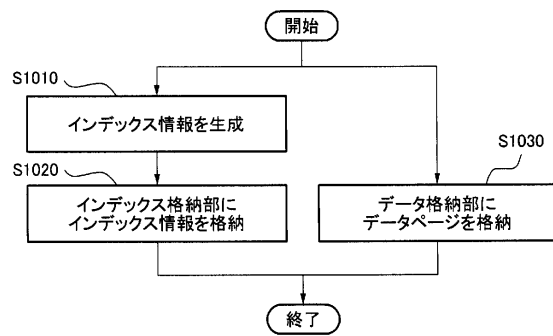 開始
S1010
インデックス情報を生成
S1020
インデックス格納部に
インデックス情報を格納
S1030
データ格納部に
データページを格納
終了